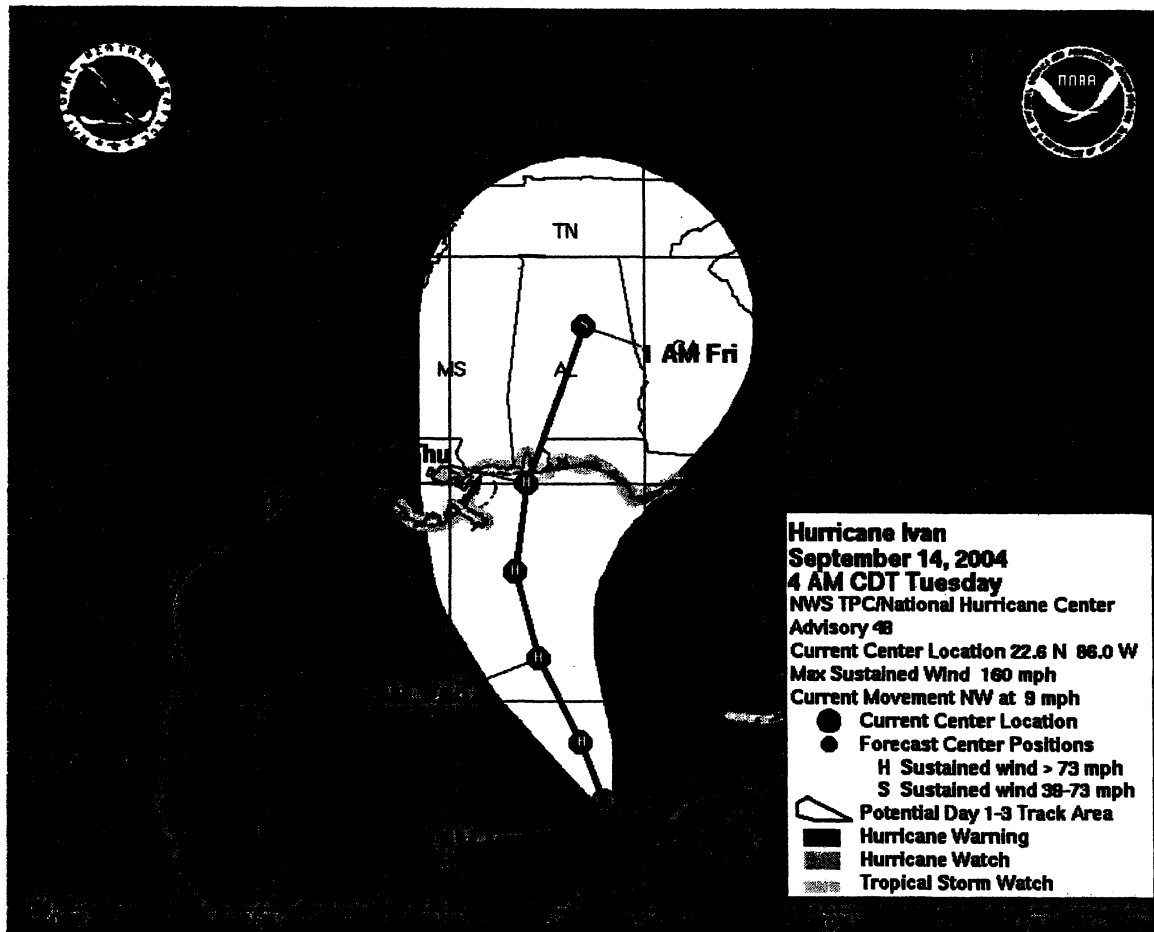 NOAA
TN
MS
AL
GA
1 AM Fri
Thu
H
H
H
H
S
Hurricane Ivan
September 14, 2004
4 AM CDT Tuesday
NWS TPC/National Hurricane Center
Advisory 48
Current Center Location 22.6 N 86.0 W
Max Sustained Wind 160 mph
Current Movement NW at 9 mph
Current Center Location
Forecast Center Positions
H Sustained wind > 73 mph
S Sustained wind 39-73 mph
Potential Day 1-3 Track Area
Hurricane Warning
Hurricane Watch
Tropical Storm Watch